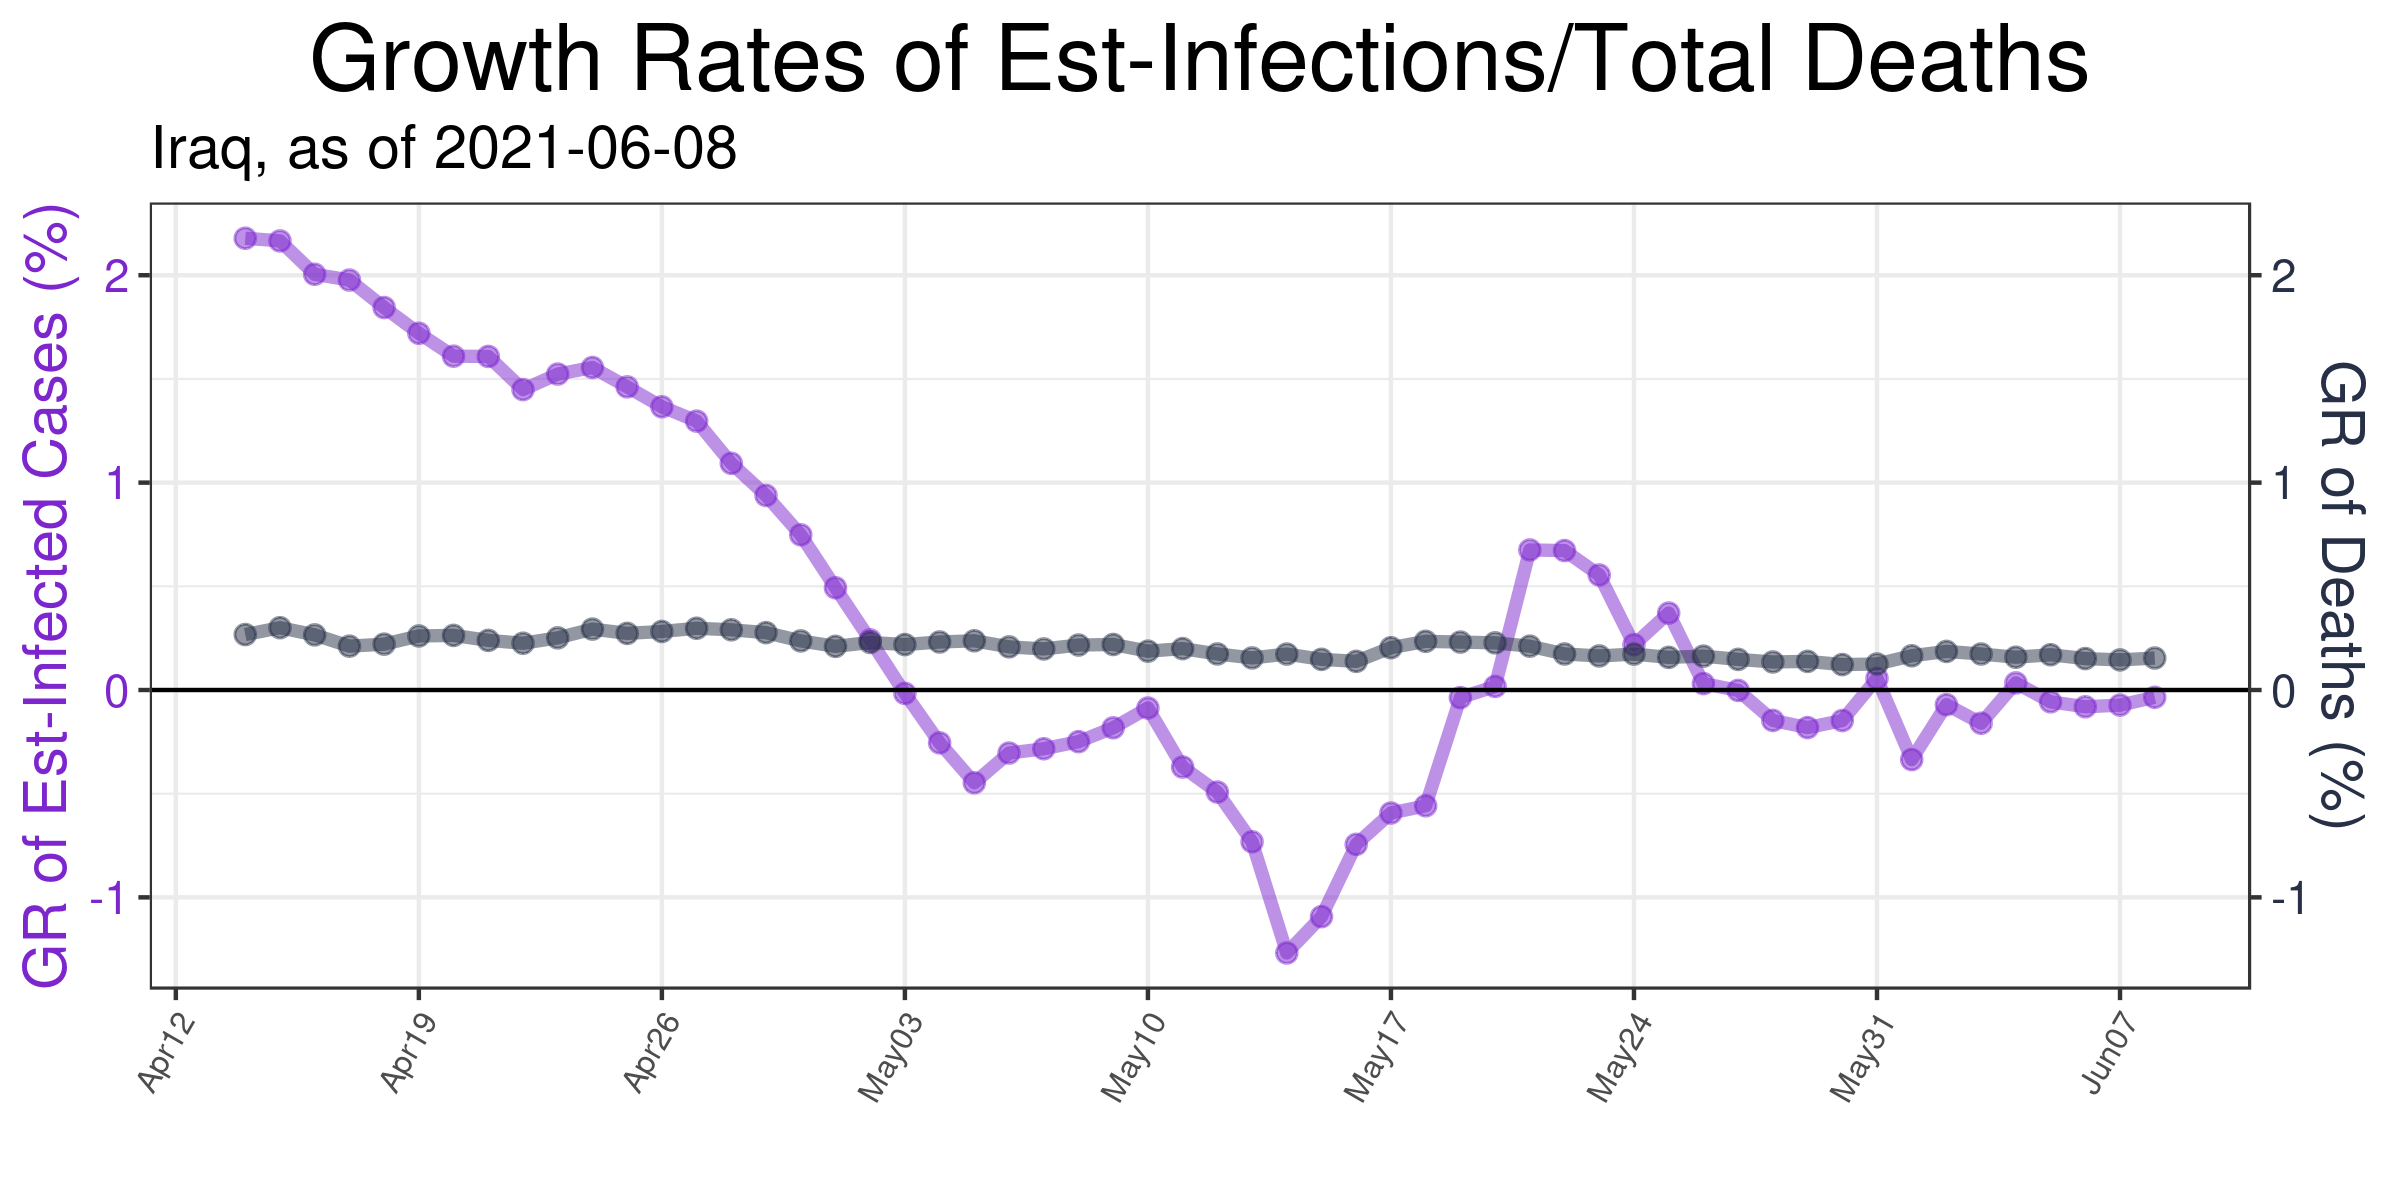 Growth Rates of Est-Infections/Total Deaths
Iraq, as of 2021-06-08
GR of Est-Infected Cases (%)
2
1
0
-1
2
1
0
-1
GR of Deaths (%)
Apr12
Apr19
Apr26
May03
May10
May17
May24
May31
Jun07